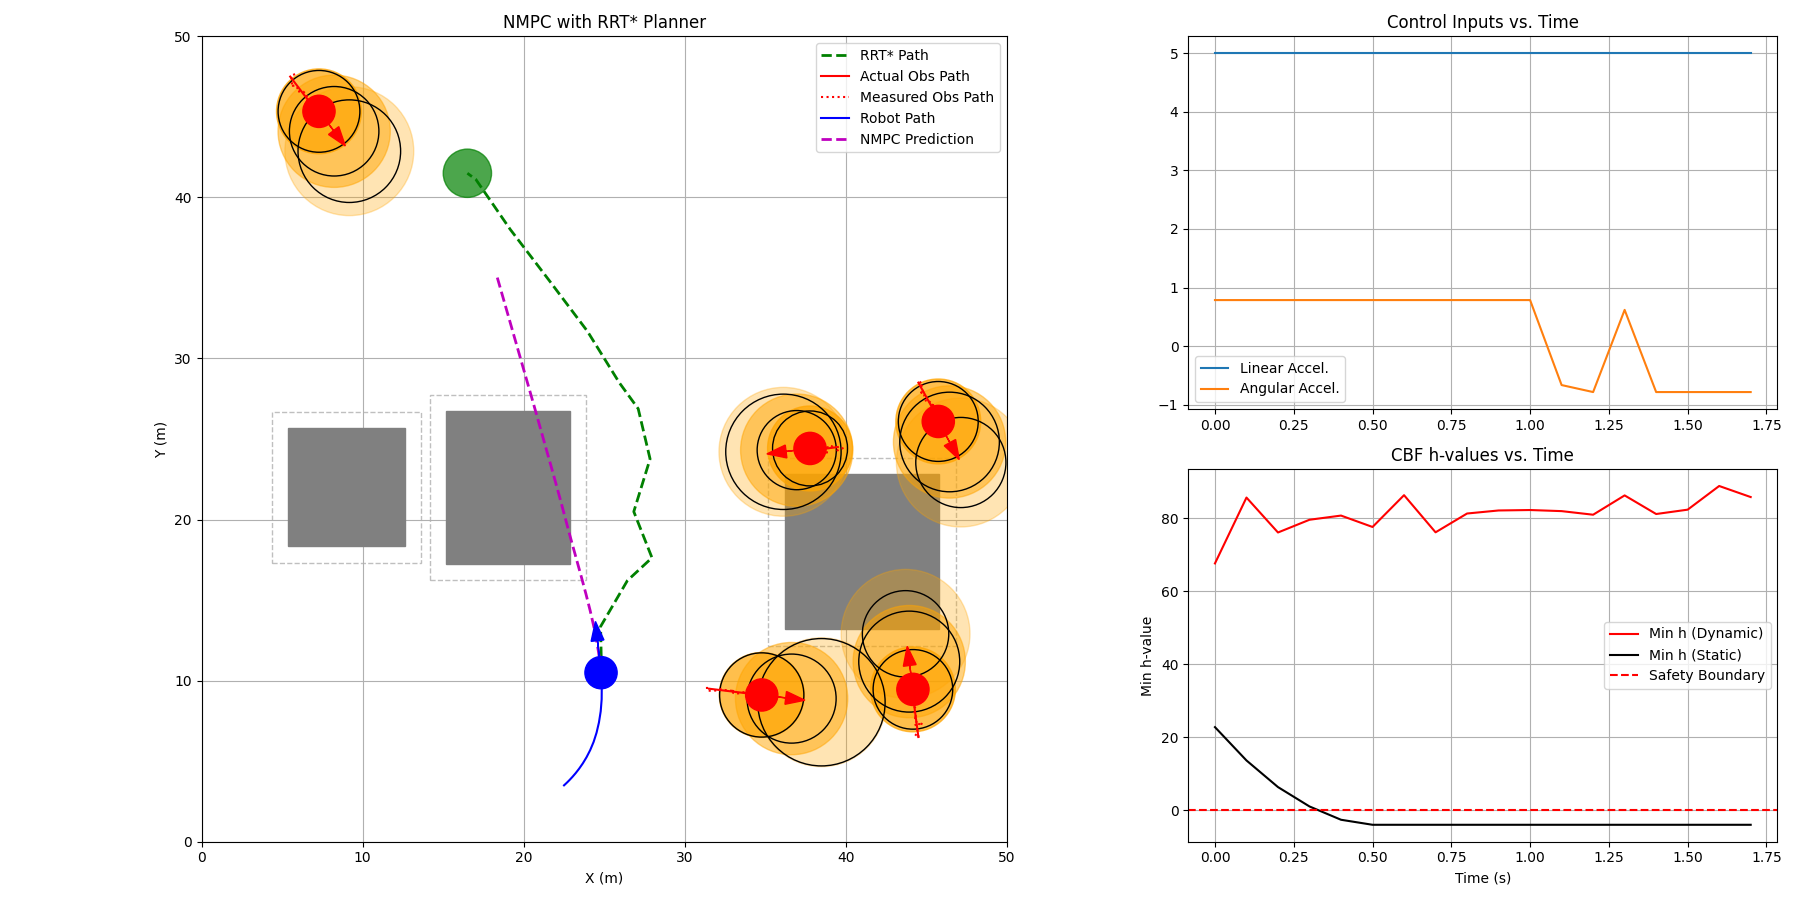 NMPC with RRT* Planner
50
40
30
20
10
0
Y (m)
RRT* Path
Actual Obs Path
Measured Obs Path
Robot Path
NMPC Prediction
0 10 20 30 40 50
X (m)
Control Inputs vs. Time
5
4
3
2
1
0
−1
Linear Accel.
Angular Accel.
0.00 0.25 0.50 0.75 1.00 1.25 1.50 1.75
CBF h-values vs. Time
80
60
40
20
0
Min h-value
Min h (Dynamic)
Min h (Static)
Safety Boundary
0.00 0.25 0.50 0.75 1.00 1.25 1.50 1.75
Time (s)